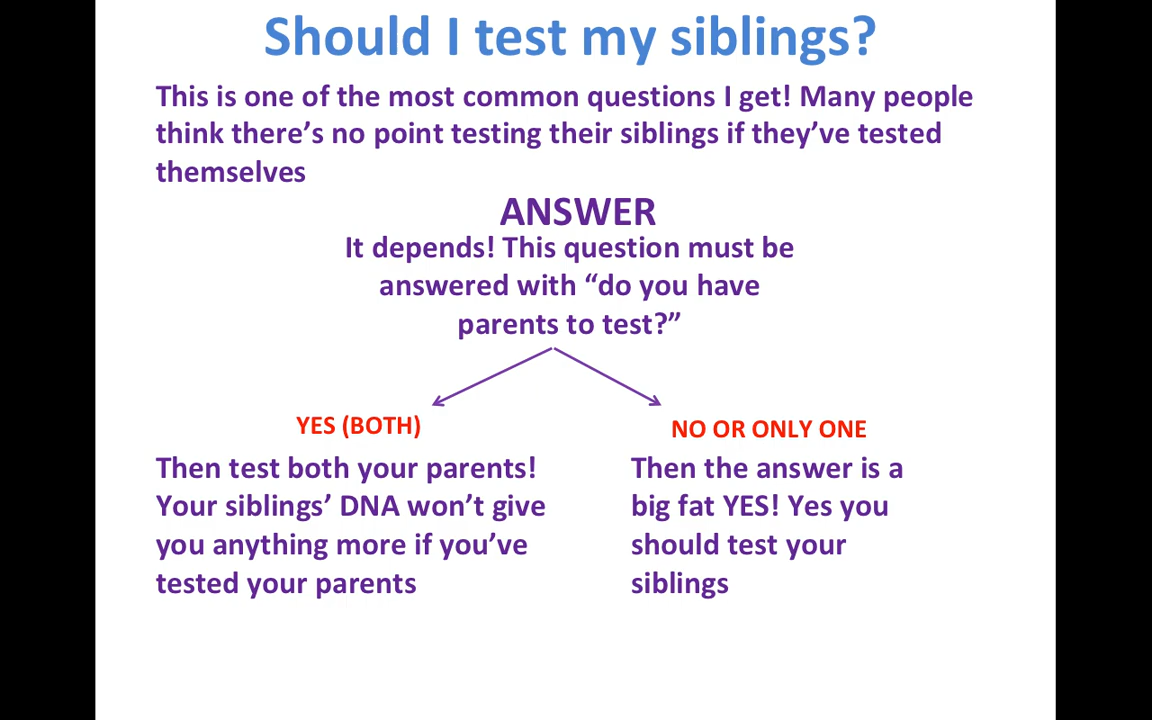 Should I test my siblings?
This is one of the most common questions I get! Many people
think there’s no point testing their siblings if they’ve tested
themselves
ANSWER
It depends! This question must be
answered with “do you have
parents to test?”
YES (BOTH)
Then test both your parents!
Your siblings’ DNA won’t give
you anything more if you’ve
tested your parents
NO OR ONLY ONE
Then the answer is a
big fat YES! Yes you
should test your
siblings